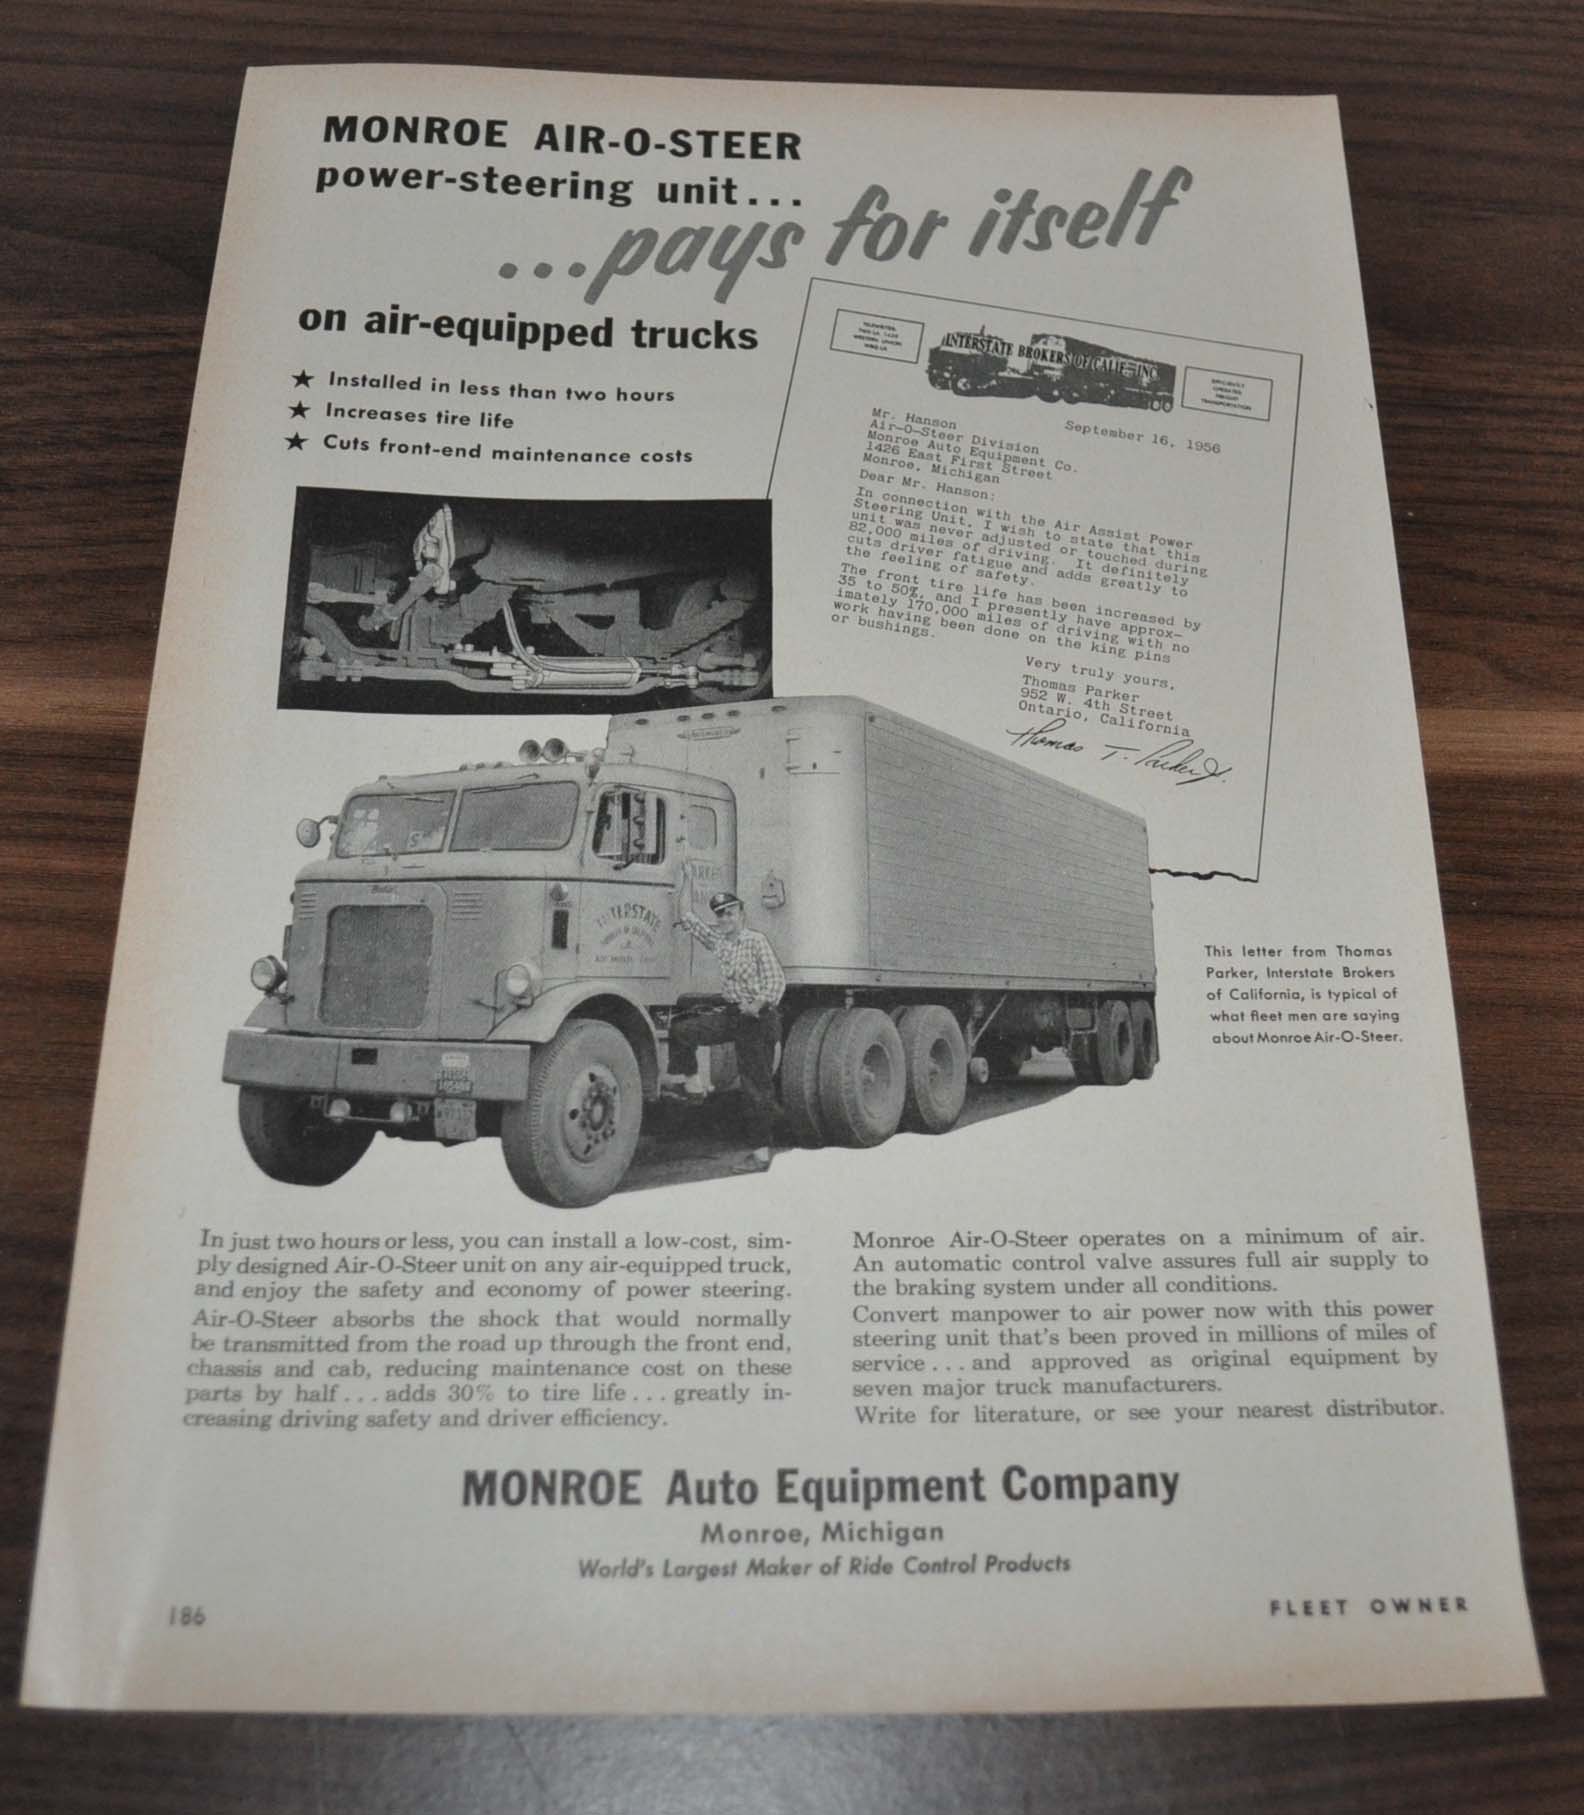 MONROE AIR-O-STEER
power-steering unit...
...pays for itself
on air-equipped trucks
★ Installed in less than two hours
★ Increases tire life
★ Cuts front-end maintenance costs
INTERSTATE BROKERS OF CALIF. INC.
September 16, 1956
Mr. Hanson
Air-O-Steer Division
Monroe Auto Equipment Co.
1426 East First Street
Monroe, Michigan
Dear Mr. Hanson:
In connection with the Air Assist Power
Steering Unit, I wish to state that this
unit was never adjusted or touched during
82,000 miles of driving. It definitely
cuts driver fatigue and adds greatly to
the feeling of safety.
The front tire life has been increased by
35 to 50%, and I presently have approx-
imately 170,000 miles of driving with no
work having been done on the king pins
or bushings.
Very truly yours,
Thomas Parker
952 W. 4th Street
Ontario, California
Thomas T. Parker Jr.
INTERSTATE
This letter from Thomas
Parker, Interstate Brokers
of California, is typical of
what fleet men are saying
about Monroe Air-O-Steer.
In just two hours or less, you can install a low-cost, sim-
ply designed Air-O-Steer unit on any air-equipped truck,
and enjoy the safety and economy of power steering.
Air-O-Steer absorbs the shock that would normally
be transmitted from the road up through the front end,
chassis and cab, reducing maintenance cost on these
parts by half... adds 30% to tire life... greatly in-
creasing driving safety and driver efficiency.
Monroe Air-O-Steer operates on a minimum of air.
An automatic control valve assures full air supply to
the braking system under all conditions.
Convert manpower to air power now with this power
steering unit that's been proved in millions of miles of
service... and approved as original equipment by
seven major truck manufacturers.
Write for literature, or see your nearest distributor.
MONROE Auto Equipment Company
Monroe, Michigan
World's Largest Maker of Ride Control Products
186
FLEET OWNER